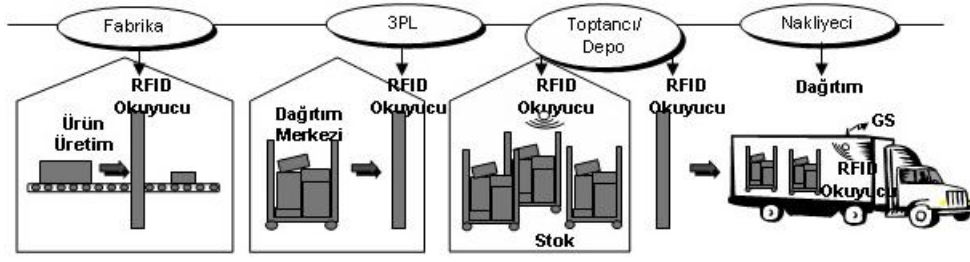 Fabrika
3PL
Toptancı/
Depo
Nakliyeci
RFID
Okuyucu
Ürün
Üretim
RFID
Okuyucu
Dağıtım
Merkezi
RFID
Okuyucu
Stok
RFID
Okuyucu
Dağıtım
GS
RFID
Okuyucu